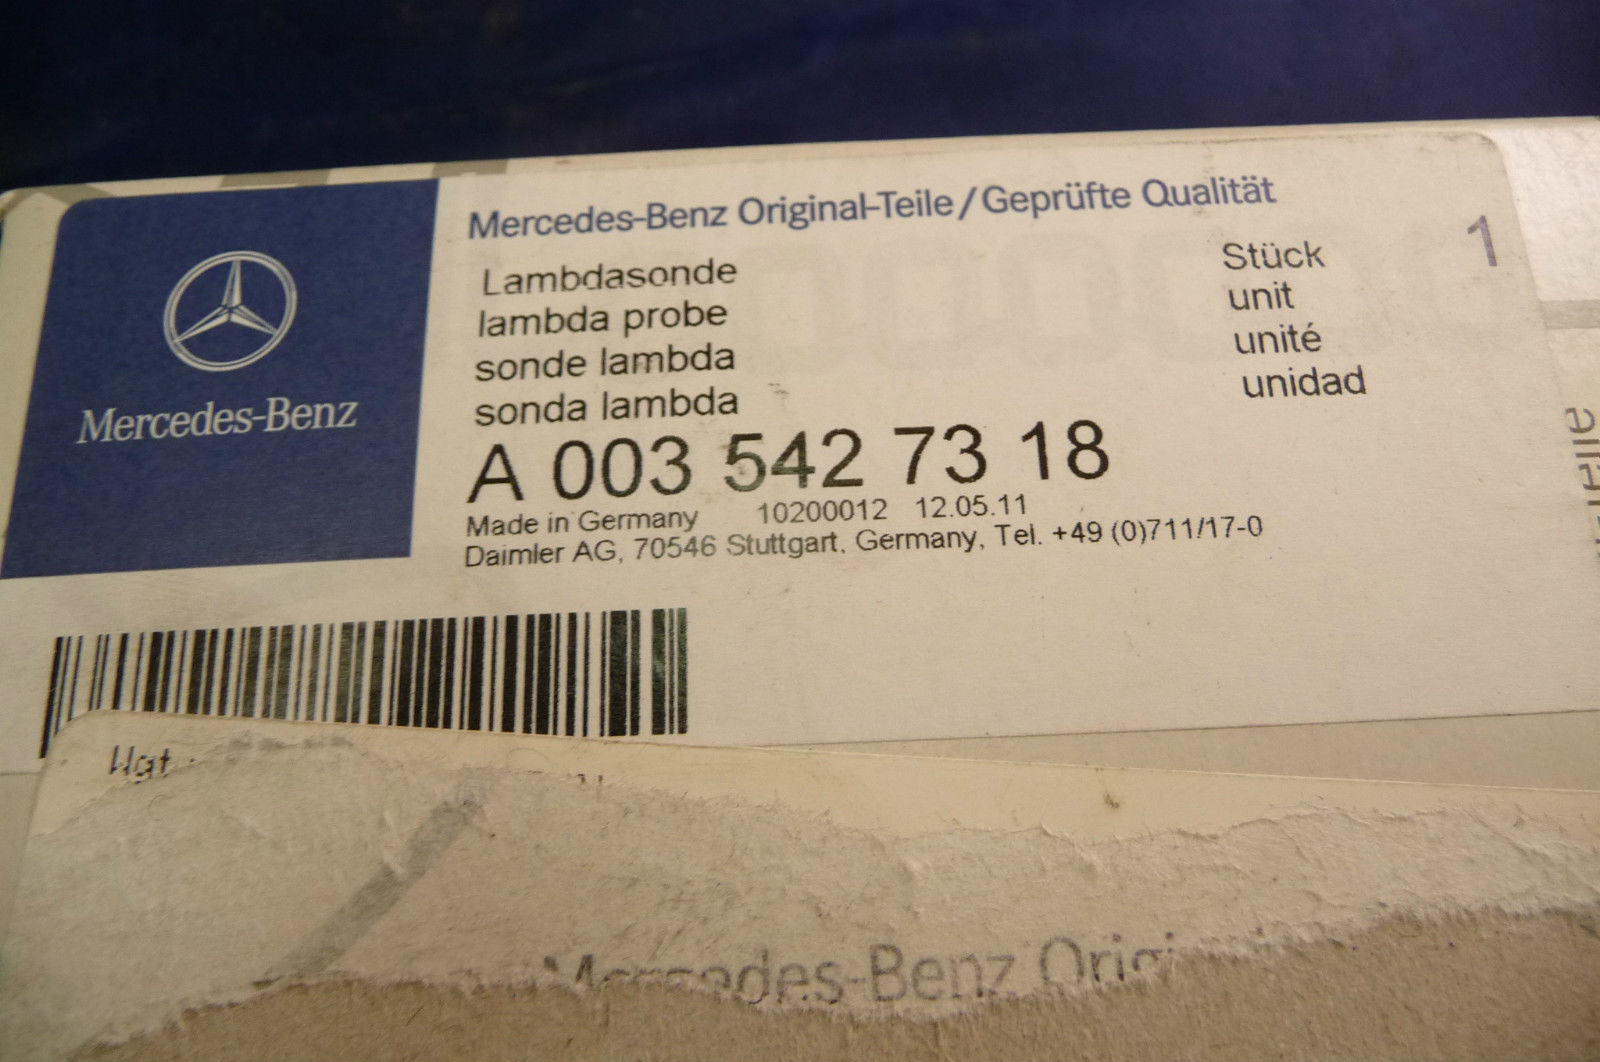 Mercedes-Benz
Mercedes-Benz Original-Teile/Geprüfte Qualität
Lambdasonde
lambda probe
sonde lambda
sonda lambda
Stück 1
unit
unité
unidad
A 003 542 73 18
Made in Germany 10200012 12.05.11
Daimler AG, 70546 Stuttgart, Germany, Tel. +49 (0)711/17-0
Mercedes-Benz